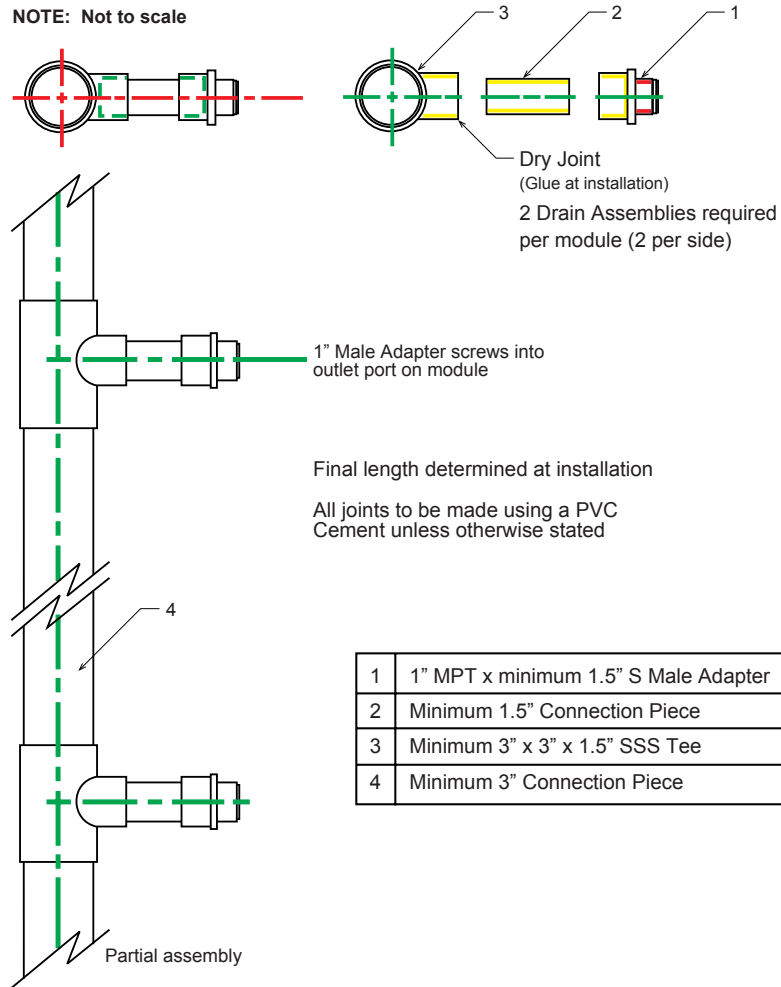 NOTE: Not to scale
3
2
1
Dry Joint
(Glue at installation)
2 Drain Assemblies required
per module (2 per side)
1” Male Adapter screws into
outlet port on module
Final length determined at installation
All joints to be made using a PVC
Cement unless otherwise stated
4
1 1” MPT x minimum 1.5” S Male Adapter
2 Minimum 1.5” Connection Piece
3 Minimum 3” x 3” x 1.5” SSS Tee
4 Minimum 3” Connection Piece
Partial assembly